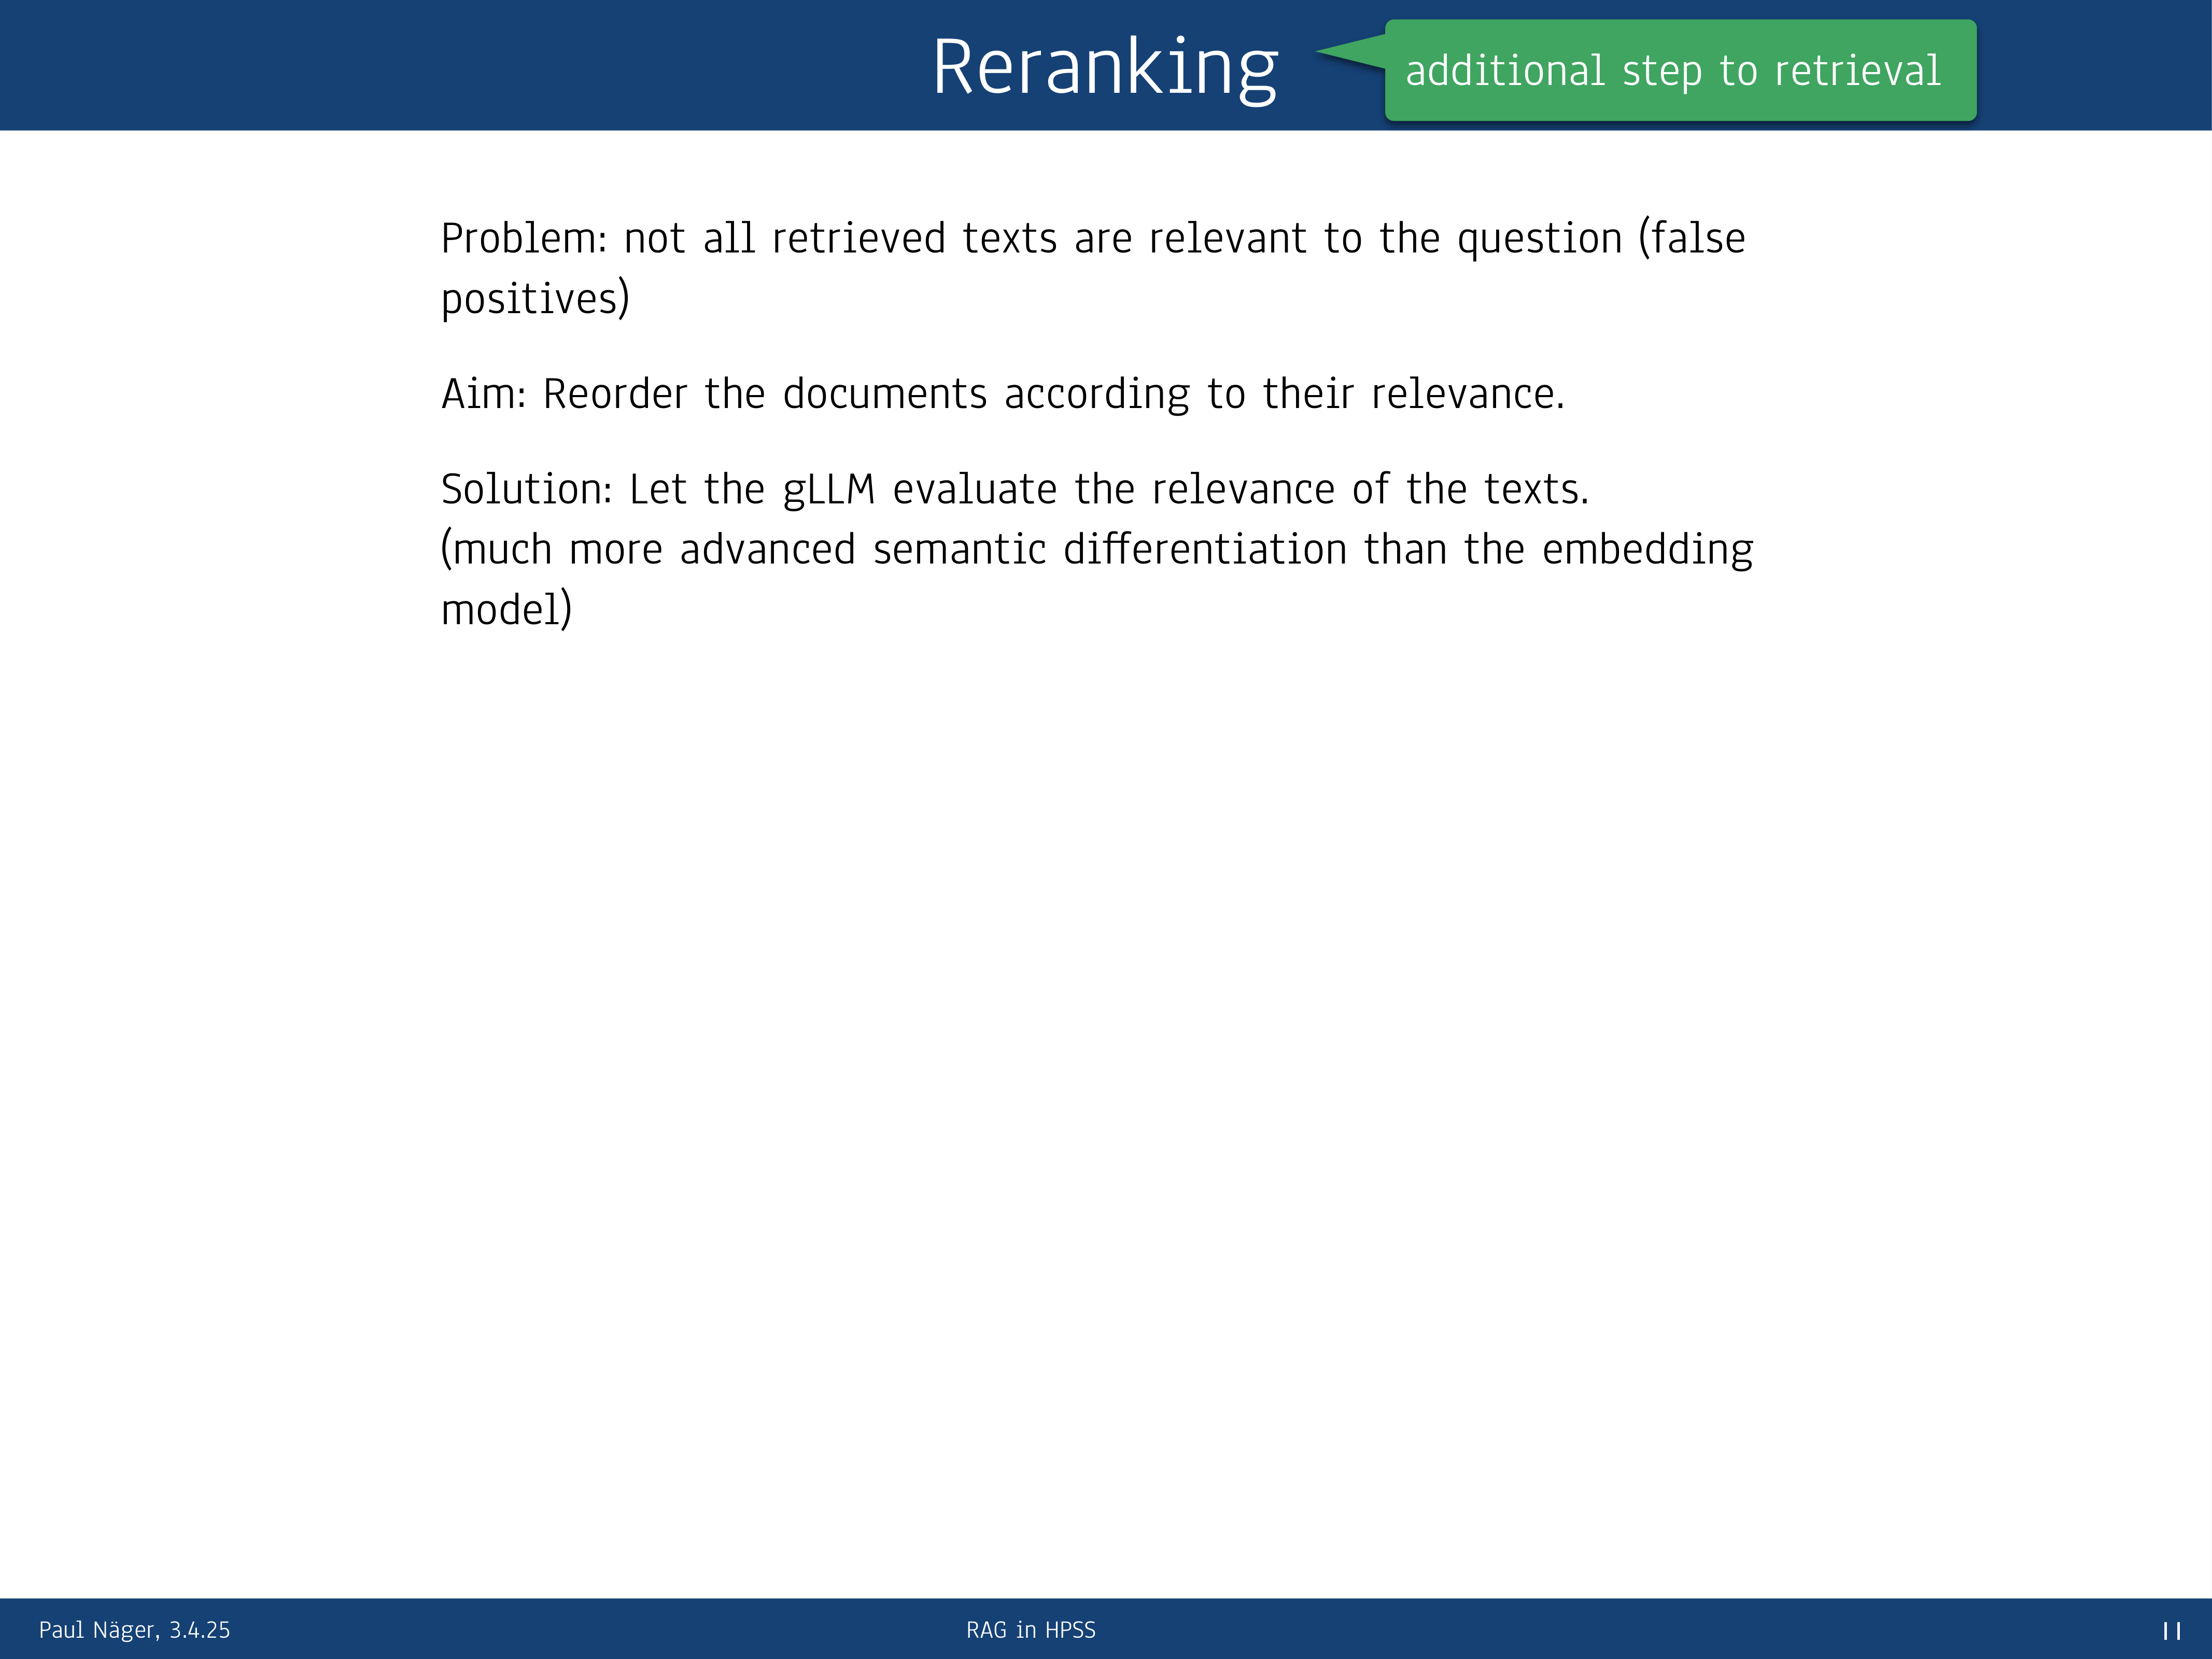 Reranking
additional step to retrieval
Problem: not all retrieved texts are relevant to the question (false
positives)
Aim: Reorder the documents according to their relevance.
Solution: Let the gLLM evaluate the relevance of the texts.
(much more advanced semantic differentiation than the embedding
model)
Paul Näger, 3.4.25
RAG in HPSS
11